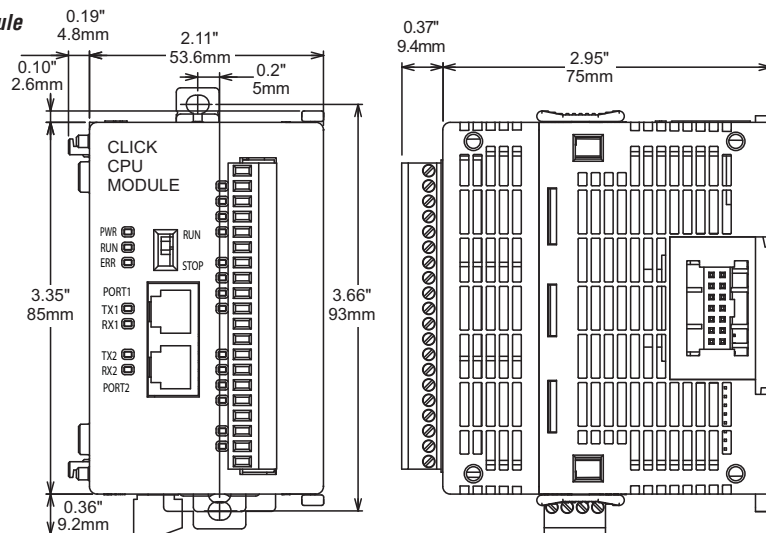 ule
0.19"
4.8mm
2.11"
53.6mm
0.10"
2.6mm
0.2"
5mm
0.37"
9.4mm
2.95"
75mm
CLICK
CPU
MODULE
PWR
RUN
RUN
ERR
STOP
PORT1
TX1
RX1
TX2
RX2
PORT2
3.35"
85mm
3.66"
93mm
0.36"
9.2mm